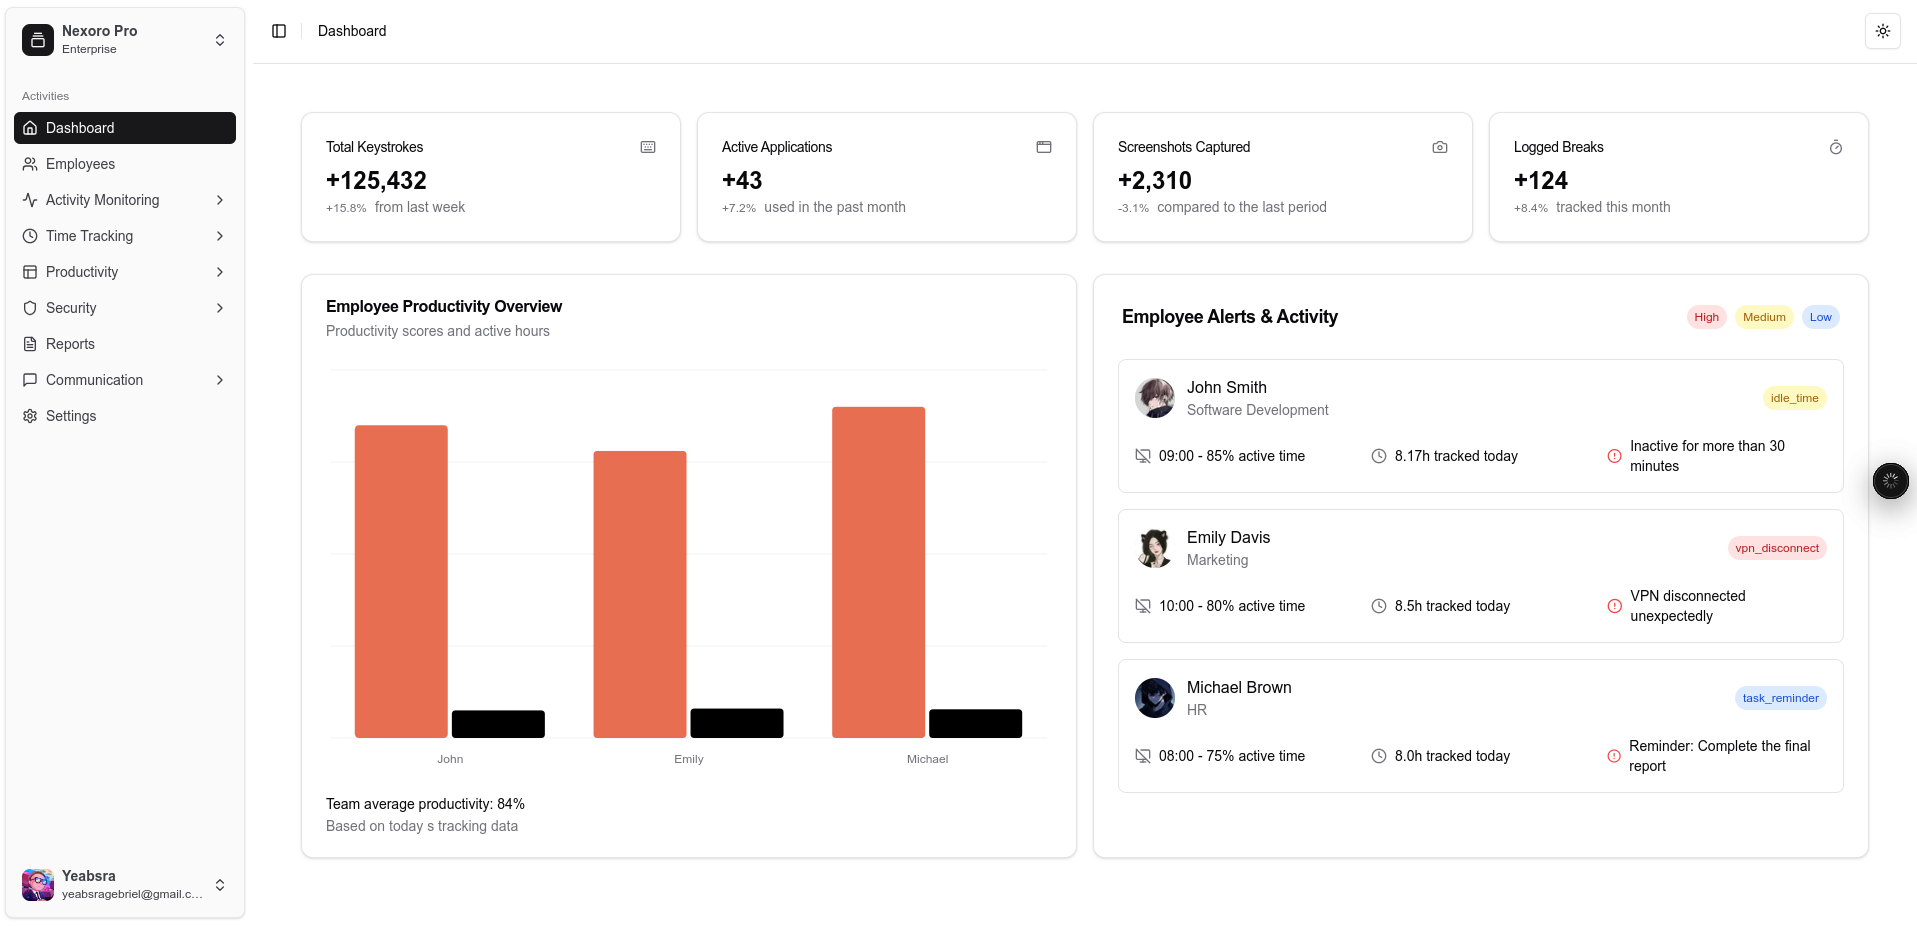 Nexoro Pro
Enterprise
Activities
Dashboard
Employees
Activity Monitoring
Time Tracking
Productivity
Security
Reports
Communication
Settings
Yeabsra
yeabsragebriel@gmail.c...
Dashboard
Total Keystrokes
+125,432
+15.8% from last week
Active Applications
+43
+7.2% used in the past month
Screenshots Captured
+2,310
-3.1% compared to the last period
Logged Breaks
+124
+8.4% tracked this month
Employee Productivity Overview
Productivity scores and active hours
John Emily Michael
Team average productivity: 84%
Based on today s tracking data
Employee Alerts & Activity
High Medium Low
John Smith
Software Development
idle_time
09:00 - 85% active time
8.17h tracked today
Inactive for more than 30
minutes
Emily Davis
Marketing
vpn_disconnect
10:00 - 80% active time
8.5h tracked today
VPN disconnected
unexpectedly
Michael Brown
HR
task_reminder
08:00 - 75% active time
8.0h tracked today
Reminder: Complete the final
report